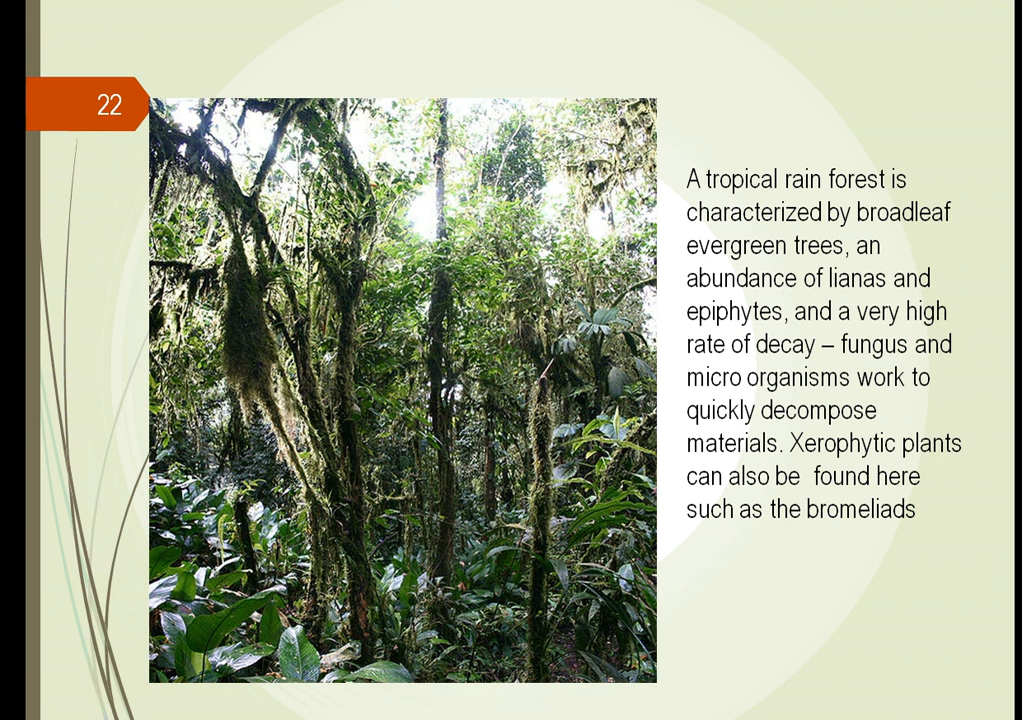 22
A tropical rain forest is
characterized by broadleaf
evergreen trees, an
abundance of lianas and
epiphytes, and a very high
rate of decay – fungus and
micro organisms work to
quickly decompose
materials. Xerophytic plants
can also be  found here
such as the bromeliads